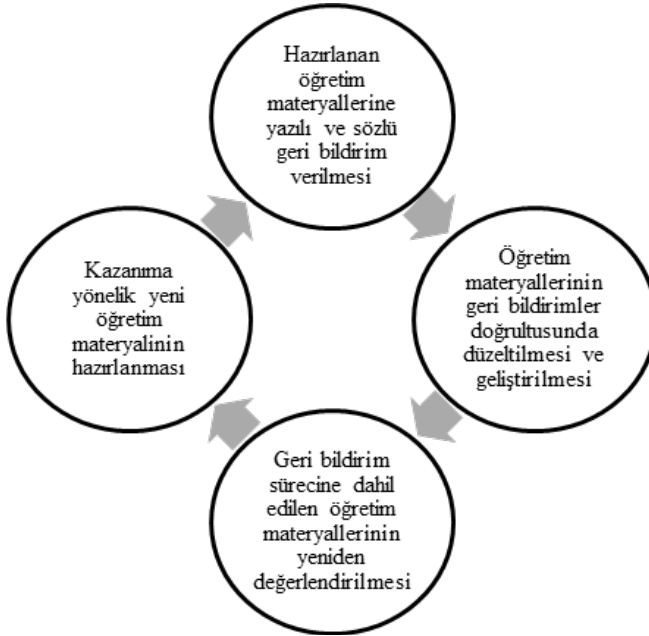 Hazırlanan
öğretim
materyallerine
yazılı ve sözlü
geri bildirim
verilmesi
Öğretim
materyallerinin
geri bildirimler
doğrultusunda
düzeltilmesi ve
geliştirilmesi
Geri bildirim
sürecine dahil
edilen öğretim
materyallerinin
yeniden
değerlendirilmesi
Kazanıma
yönelik yeni
öğretim
materyalinin
hazırlanması